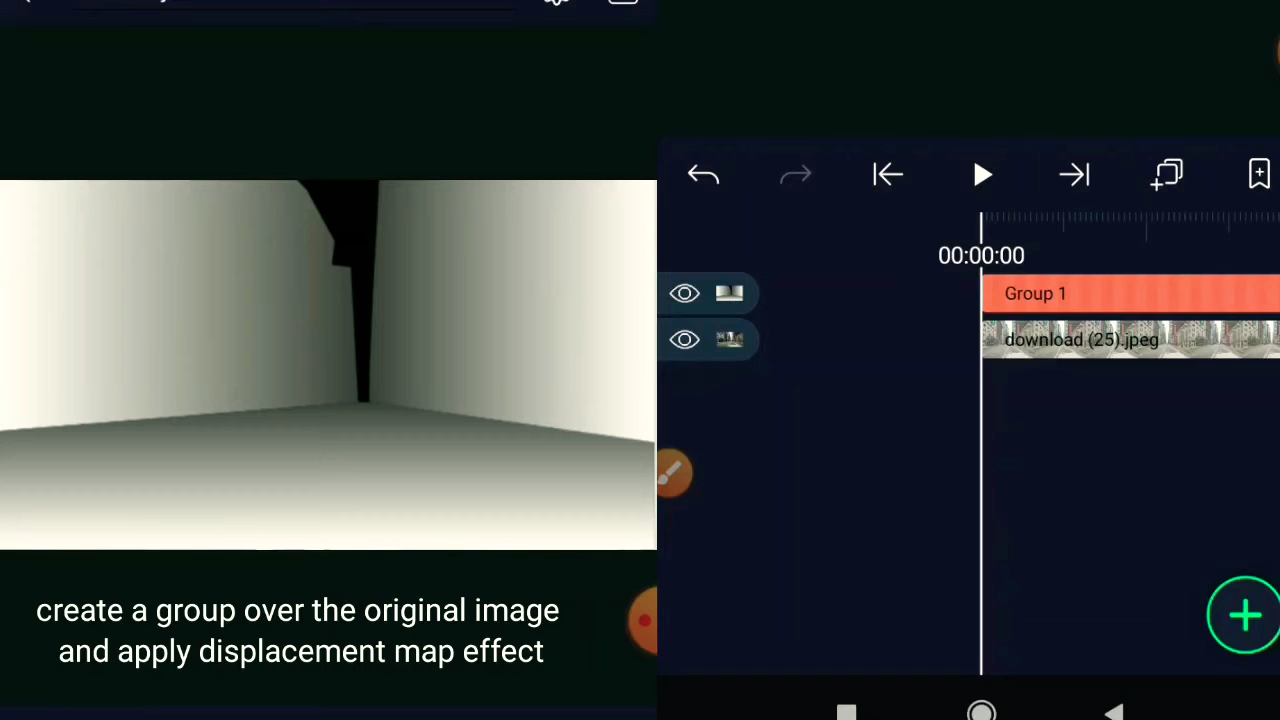 00:00:00
Group 1
download (25).jpeg
create a group over the original image
and apply displacement map effect